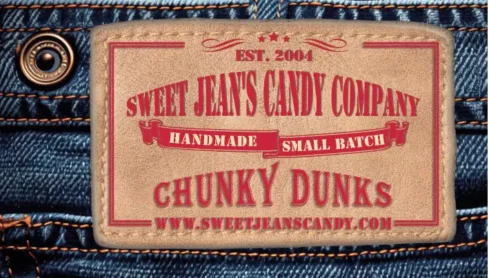 EST. 2004
SWEET JEAN'S CANDY COMPANY
HANDMADE SMALL BATCH
CHUNKY DUNKS
WWW.SWEETJEANSCANDY.COM